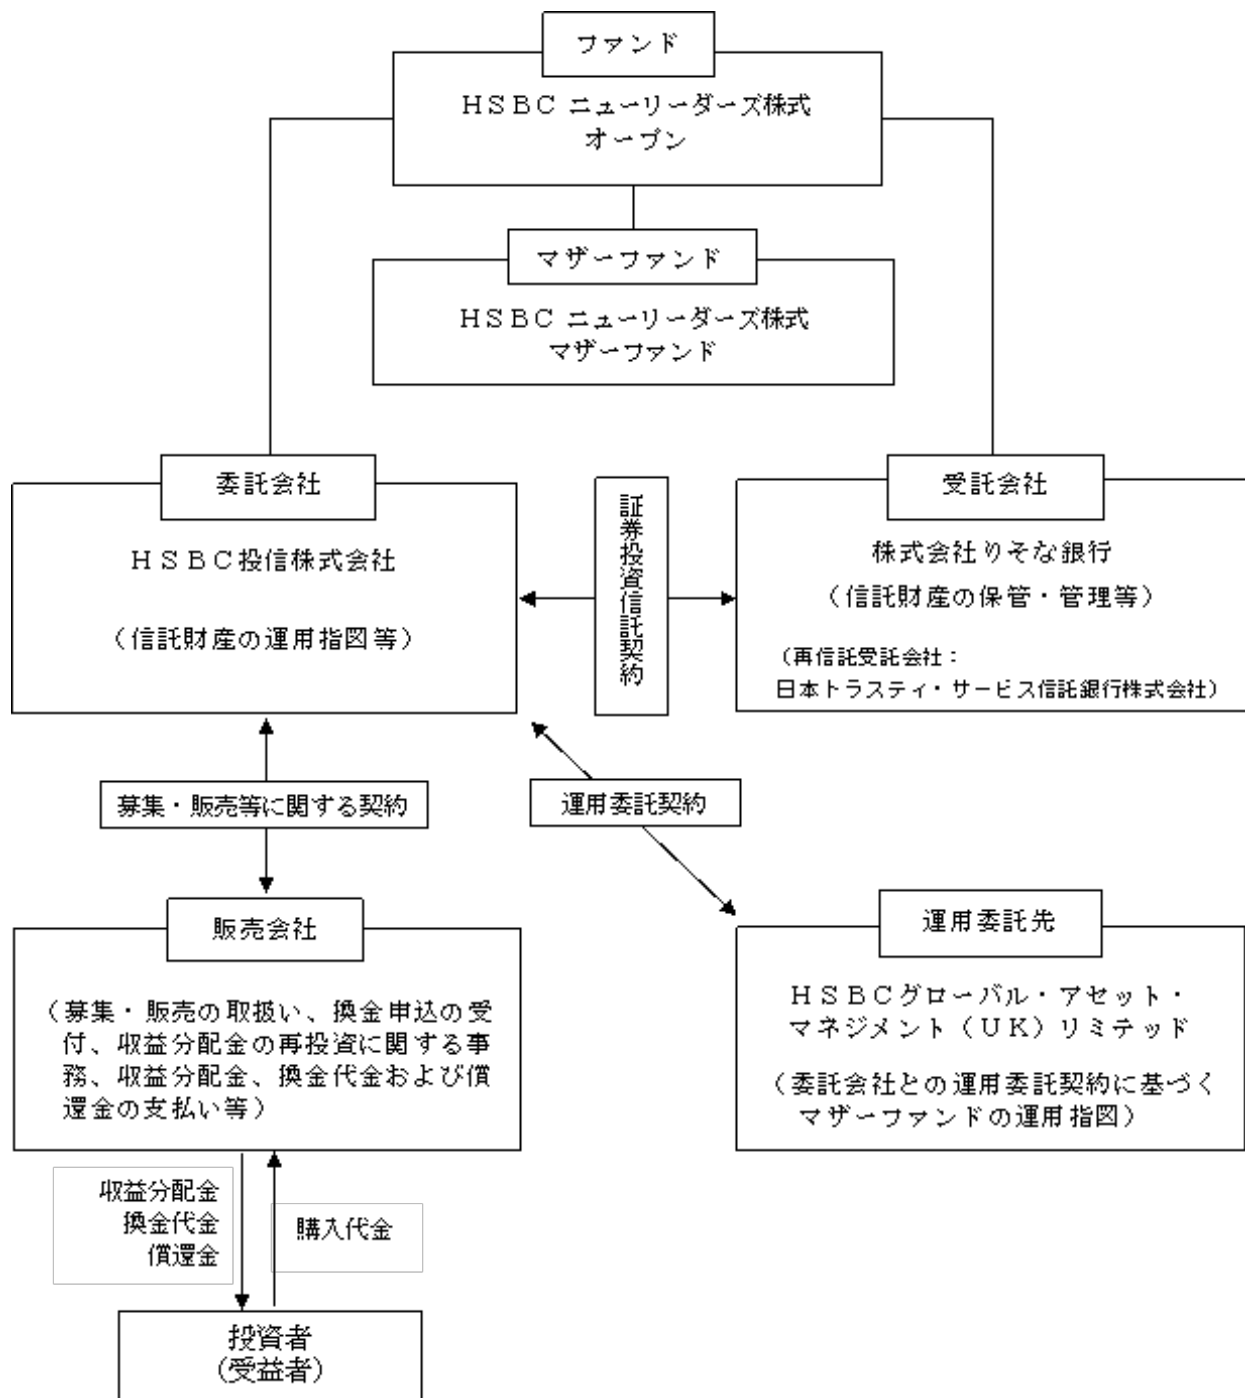 ファンド
ＨＳＢＣ ニューリーダーズ株式
オープン
マザーファンド
ＨＳＢＣ ニューリーダーズ株式
マザーファンド
委託会社
ＨＳＢＣ投信株式会社
（信託財産の運用指図等）
証券投資信託契約
受託会社
株式会社りそな銀行
（信託財産の保管・管理等）
（再信託受託会社：
日本トラスティ・サービス信託銀行株式会社）
募集・販売等に関する契約
運用委託契約
販売会社
（募集・販売の取扱い、換金申込の受
付、収益分配金の再投資に関する事
務、収益分配金、換金代金および償
還金の支払い等）
運用委託先
ＨＳＢＣグローバル・アセット・
マネジメント（ＵＫ）リミテッド
（委託会社との運用委託契約に基づく
マザーファンドの運用指図）
収益分配金
換金代金
償還金
購入代金
投資者
（受益者）